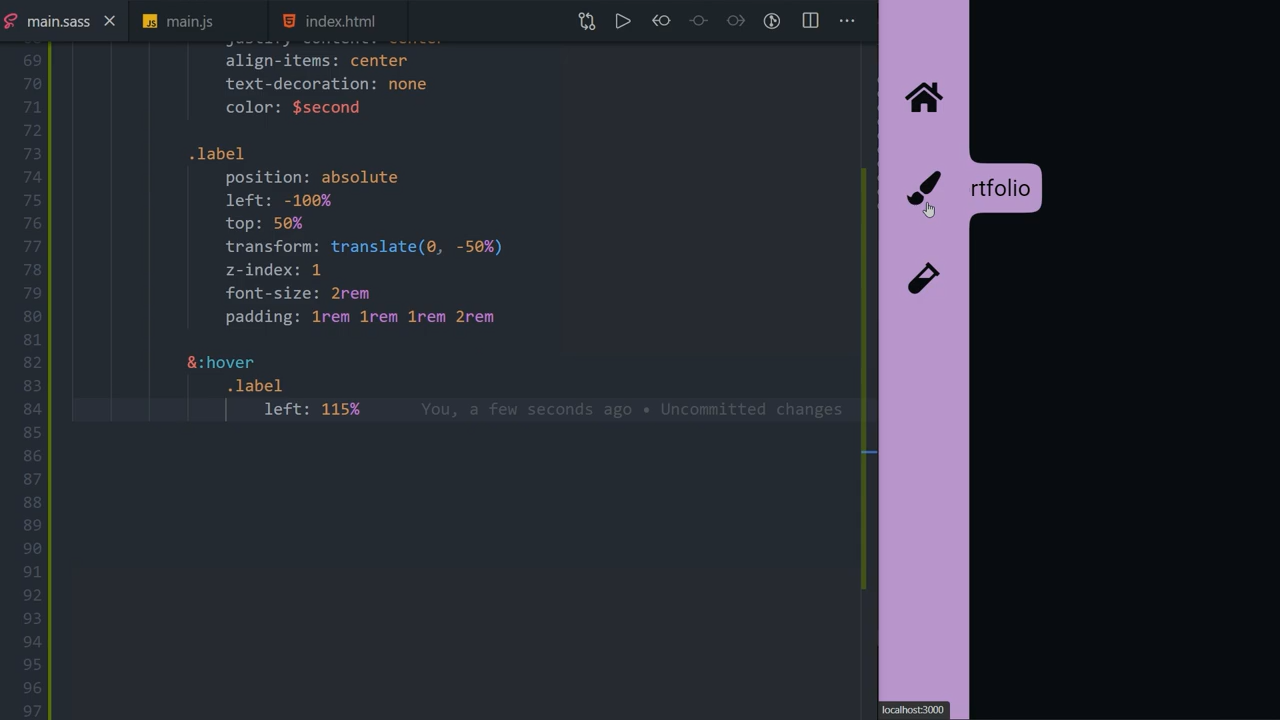 main.sass
main.js
index.html
justify-content: center
69 align-items: center
70 text-decoration: none
71 color: $second
72
73 .label
74 position: absolute
75 left: -100%
76 top: 50%
77 transform: translate(0, -50%)
78 z-index: 1
79 font-size: 2rem
80 padding: 1rem 1rem 1rem 2rem
81
82 &:hover
83 .label
84 left: 115% You, a few seconds ago • Uncommitted changes
85
86
87
88
89
90
91
92
93
94
95
96
97
rtfolio
localhost:3000